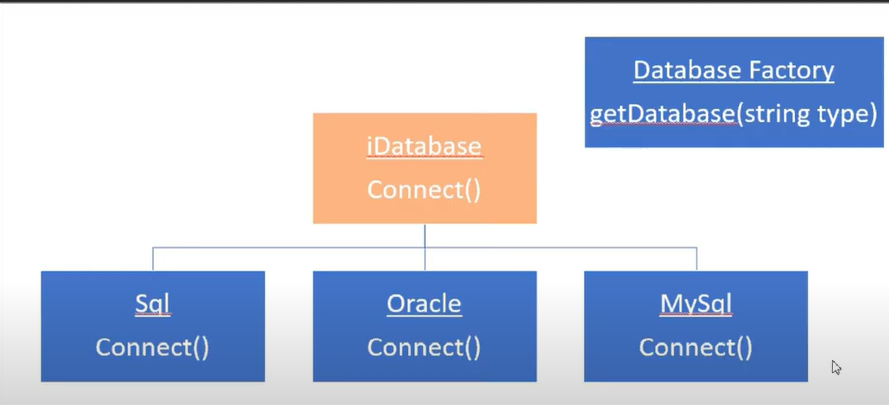 Database Factory
getDatabase(string type)
iDatabase
Connect()
Sql
Connect()
Oracle
Connect()
MySql
Connect()